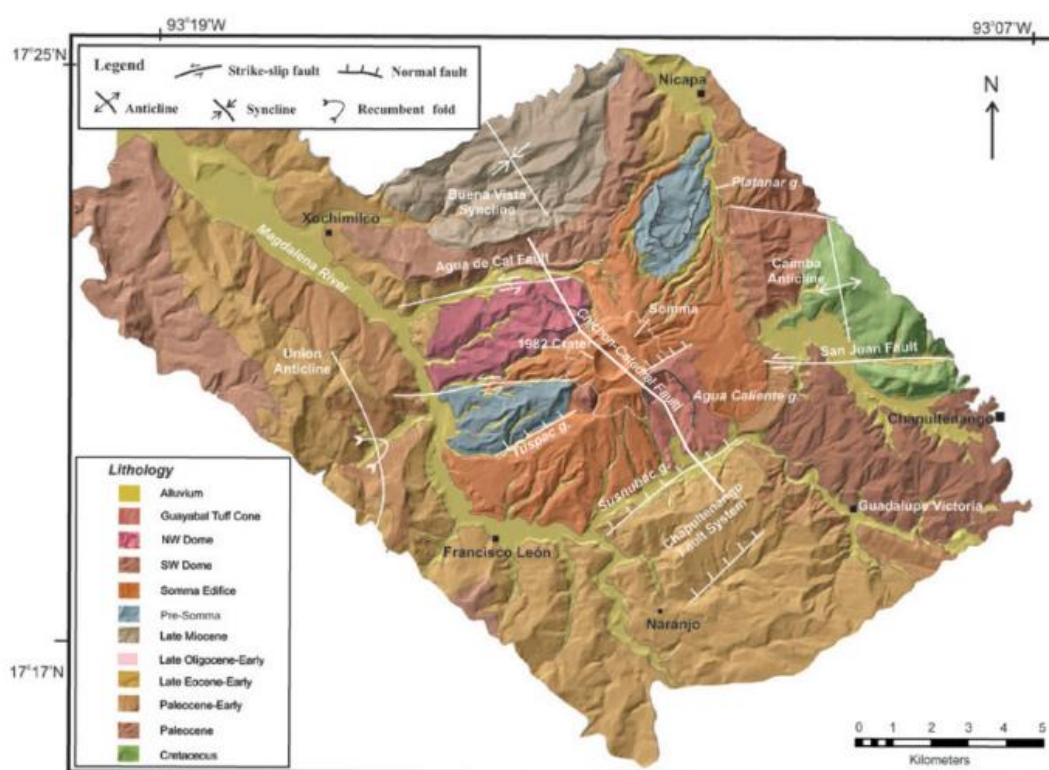 93°19'W
93°07'W
17°25'N
Legend
Strike-slip fault
Normal fault
Anticline
Syncline
Recumbent fold
N
Nicapa
Platanar g.
Buena Vista
Syncline
Xochimilco
Magdalena River
Agua de Cal Fault
Caimba
Anticline
Somma
Chichon-Catedral Fault
1982 Crater
San Juan Fault
Union
Anticline
Agua Caliente g.
Chapultenango
Tuspac g.
Susnubac g.
Guadalupe Victoria
Chapultenango
Fault System
Francisco León
Naranjo
17°17'N
Lithology
Alluvium
Guayabal Tuff Cone
NW Dome
SW Dome
Somma Edifice
Pre-Somma
Late Miocene
Late Oligocene-Early
Late Eocene-Early
Paleocene-Early
Paleocene
Cretaceous
0 1 2 3 4 5
Kilometers